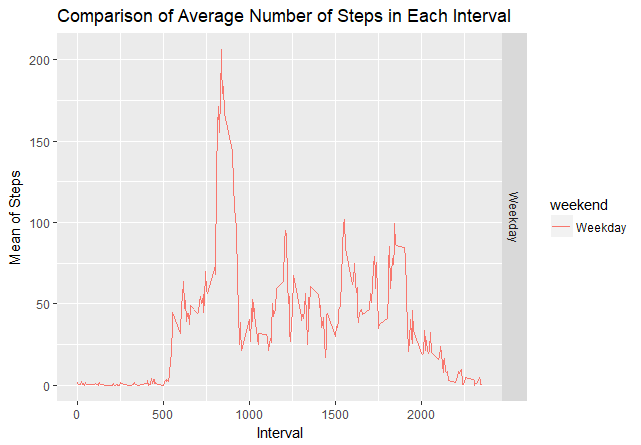 Comparison of Average Number of Steps in Each Interval
Mean of Steps
200
150
100
50
0
0 500 1000 1500 2000
Interval
Weekday
weekend
Weekday